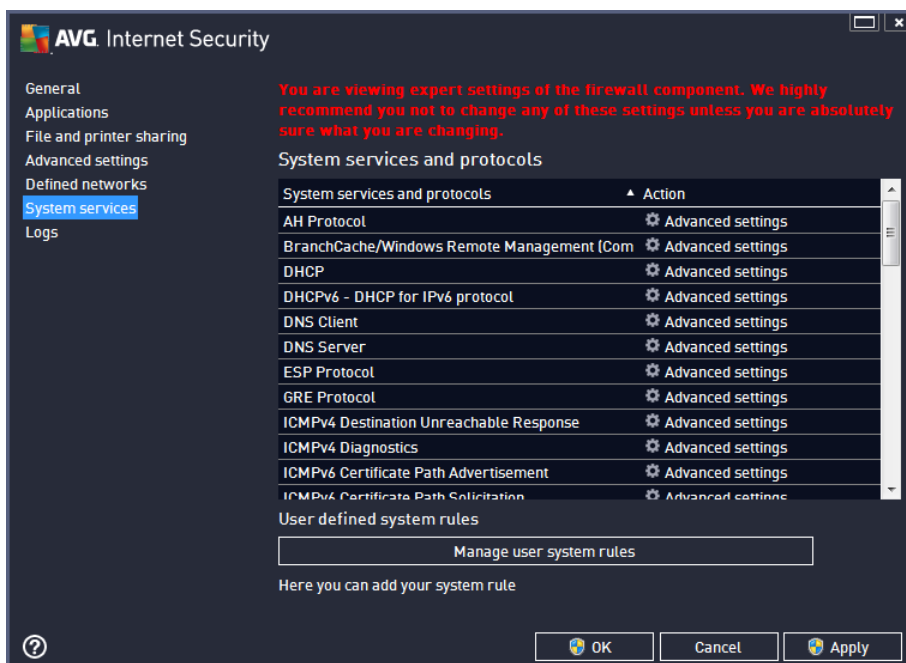 AVG. Internet Security
General
Applications
File and printer sharing
Advanced settings
Defined networks
System services
Logs
You are viewing expert settings of the firewall component. We highly
recommend you not to change any of these settings unless you are absolutely
sure what you are changing.
System services and protocols
System services and protocols Action
AH Protocol Advanced settings
BranchCache/Windows Remote Management (Com Advanced settings
DHCP Advanced settings
DHCPv6 - DHCP for IPv6 protocol Advanced settings
DNS Client Advanced settings
DNS Server Advanced settings
ESP Protocol Advanced settings
GRE Protocol Advanced settings
ICMPv4 Destination Unreachable Response Advanced settings
ICMPv4 Diagnostics Advanced settings
ICMPv6 Certificate Path Advertisement Advanced settings
ICMPv6 Certificate Path Solicitation Advanced settings
User defined system rules
Manage user system rules
Here you can add your system rule
? OK Cancel Apply